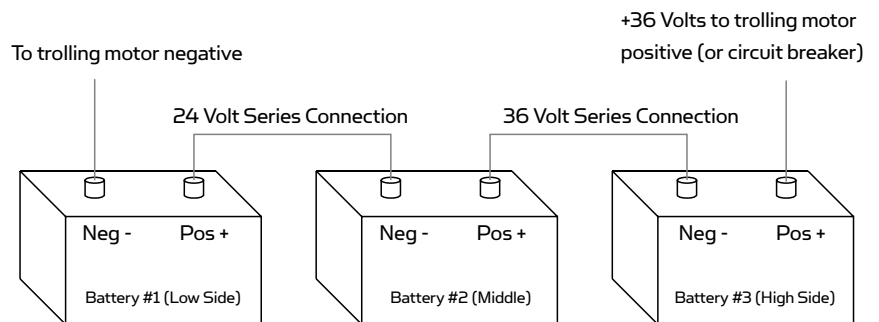 +36 Volts to trolling motor
positive (or circuit breaker)
To trolling motor negative
24 Volt Series Connection
36 Volt Series Connection
Neg - Pos +
Neg - Pos +
Neg - Pos +
Battery #1 (Low Side)
Battery #2 (Middle)
Battery #3 (High Side)